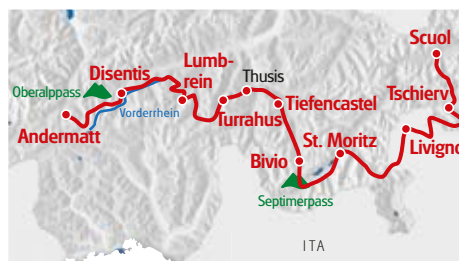 Scuol
Lumb-
rein
Disentis
Thusis
Oberalppass
Tschierv
Vorderrhein
Turrahus
Tiefencastel
Andermatt
St. Moritz
Livigno
Bivio
Septimerpass
ITA